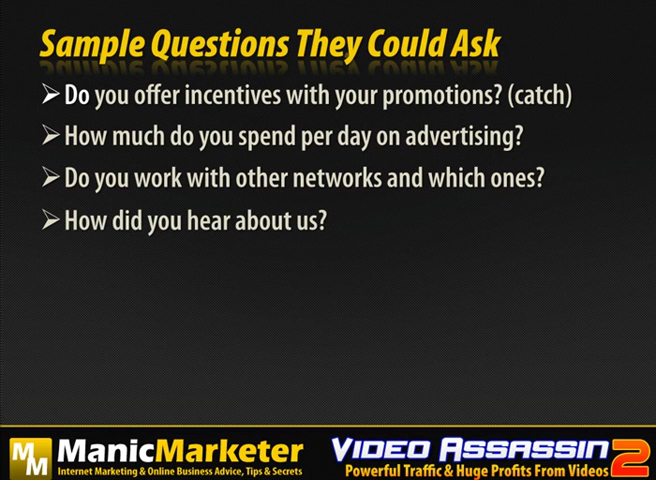 Sample Questions They Could Ask
Do you offer incentives with your promotions? (catch)
How much do you spend per day on advertising?
Do you work with other networks and which ones?
How did you hear about us?
MM ManicMarketer
Internet Marketing & Online Business Advice, Tips & Secrets
Video Assassin 2
Powerful Traffic & Huge Profits From Videos